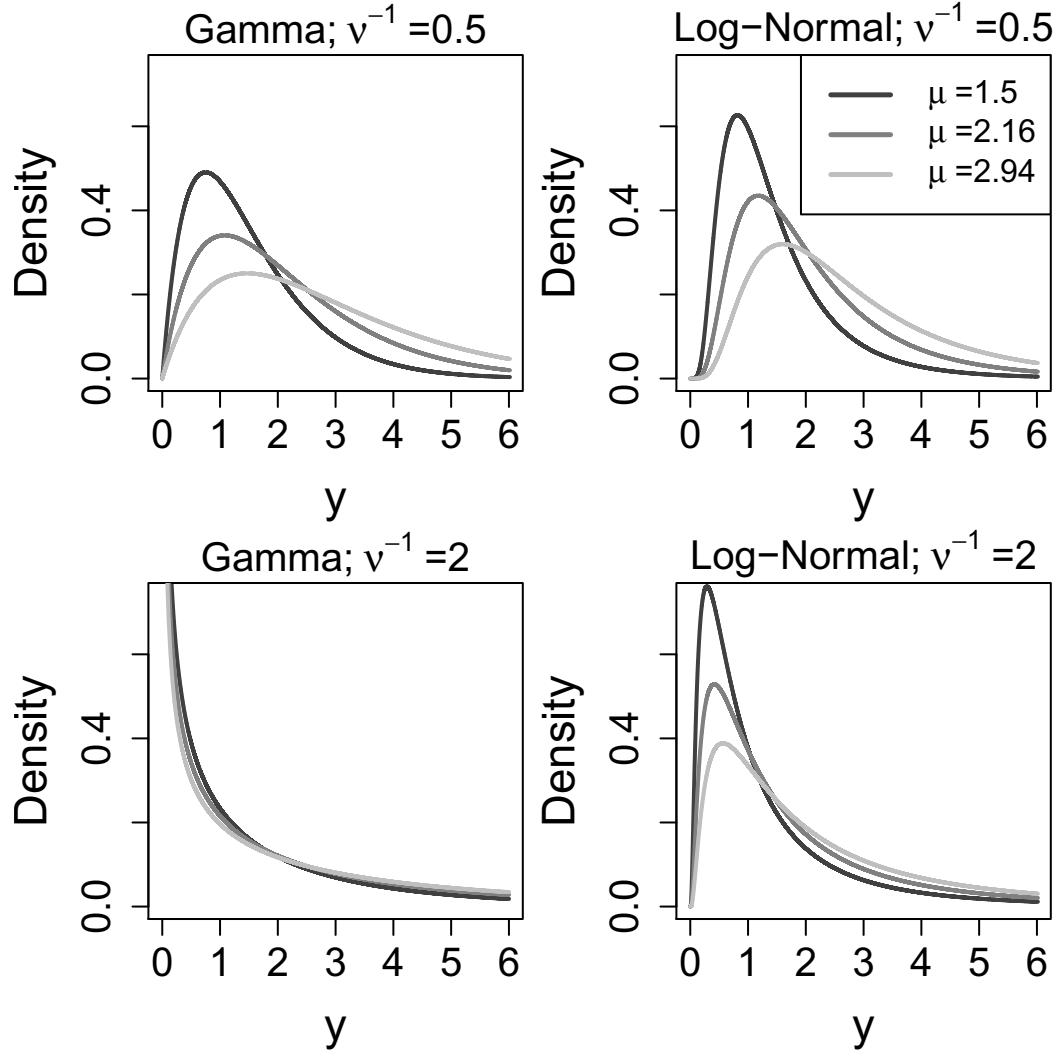 Gamma; ν⁻¹ =0.5
Density
0.0 0.4
0 1 2 3 4 5 6
y
Log−Normal; ν⁻¹ =0.5
μ =1.5
μ =2.16
μ =2.94
Density
0.0 0.4
0 1 2 3 4 5 6
y
Gamma; ν⁻¹ =2
Density
0.0 0.4
0 1 2 3 4 5 6
y
Log−Normal; ν⁻¹ =2
Density
0.0 0.4
0 1 2 3 4 5 6
y